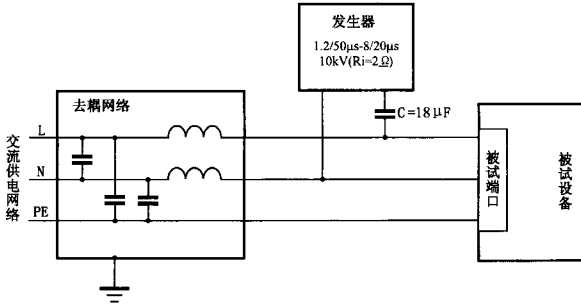 发生器
1.2/50μs-8/20μs
10kV(Ri=2Ω)
去耦网络
C=18μF
L
N
PE
交流供电网络
被试端口
被试设备